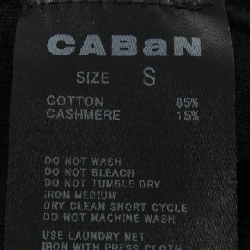 CABaN
SIZE S
COTTON 85%
CASHMERE 15%
DO NOT WASH
DO NOT BLEACH
DO NOT TUMBLE DRY
IRON MEDIUM
DRY CLEAN SHORT CYCLE
DO NOT MACHINE WASH
USE LAUNDRY NET
IRON WITH PRESS CLOTH